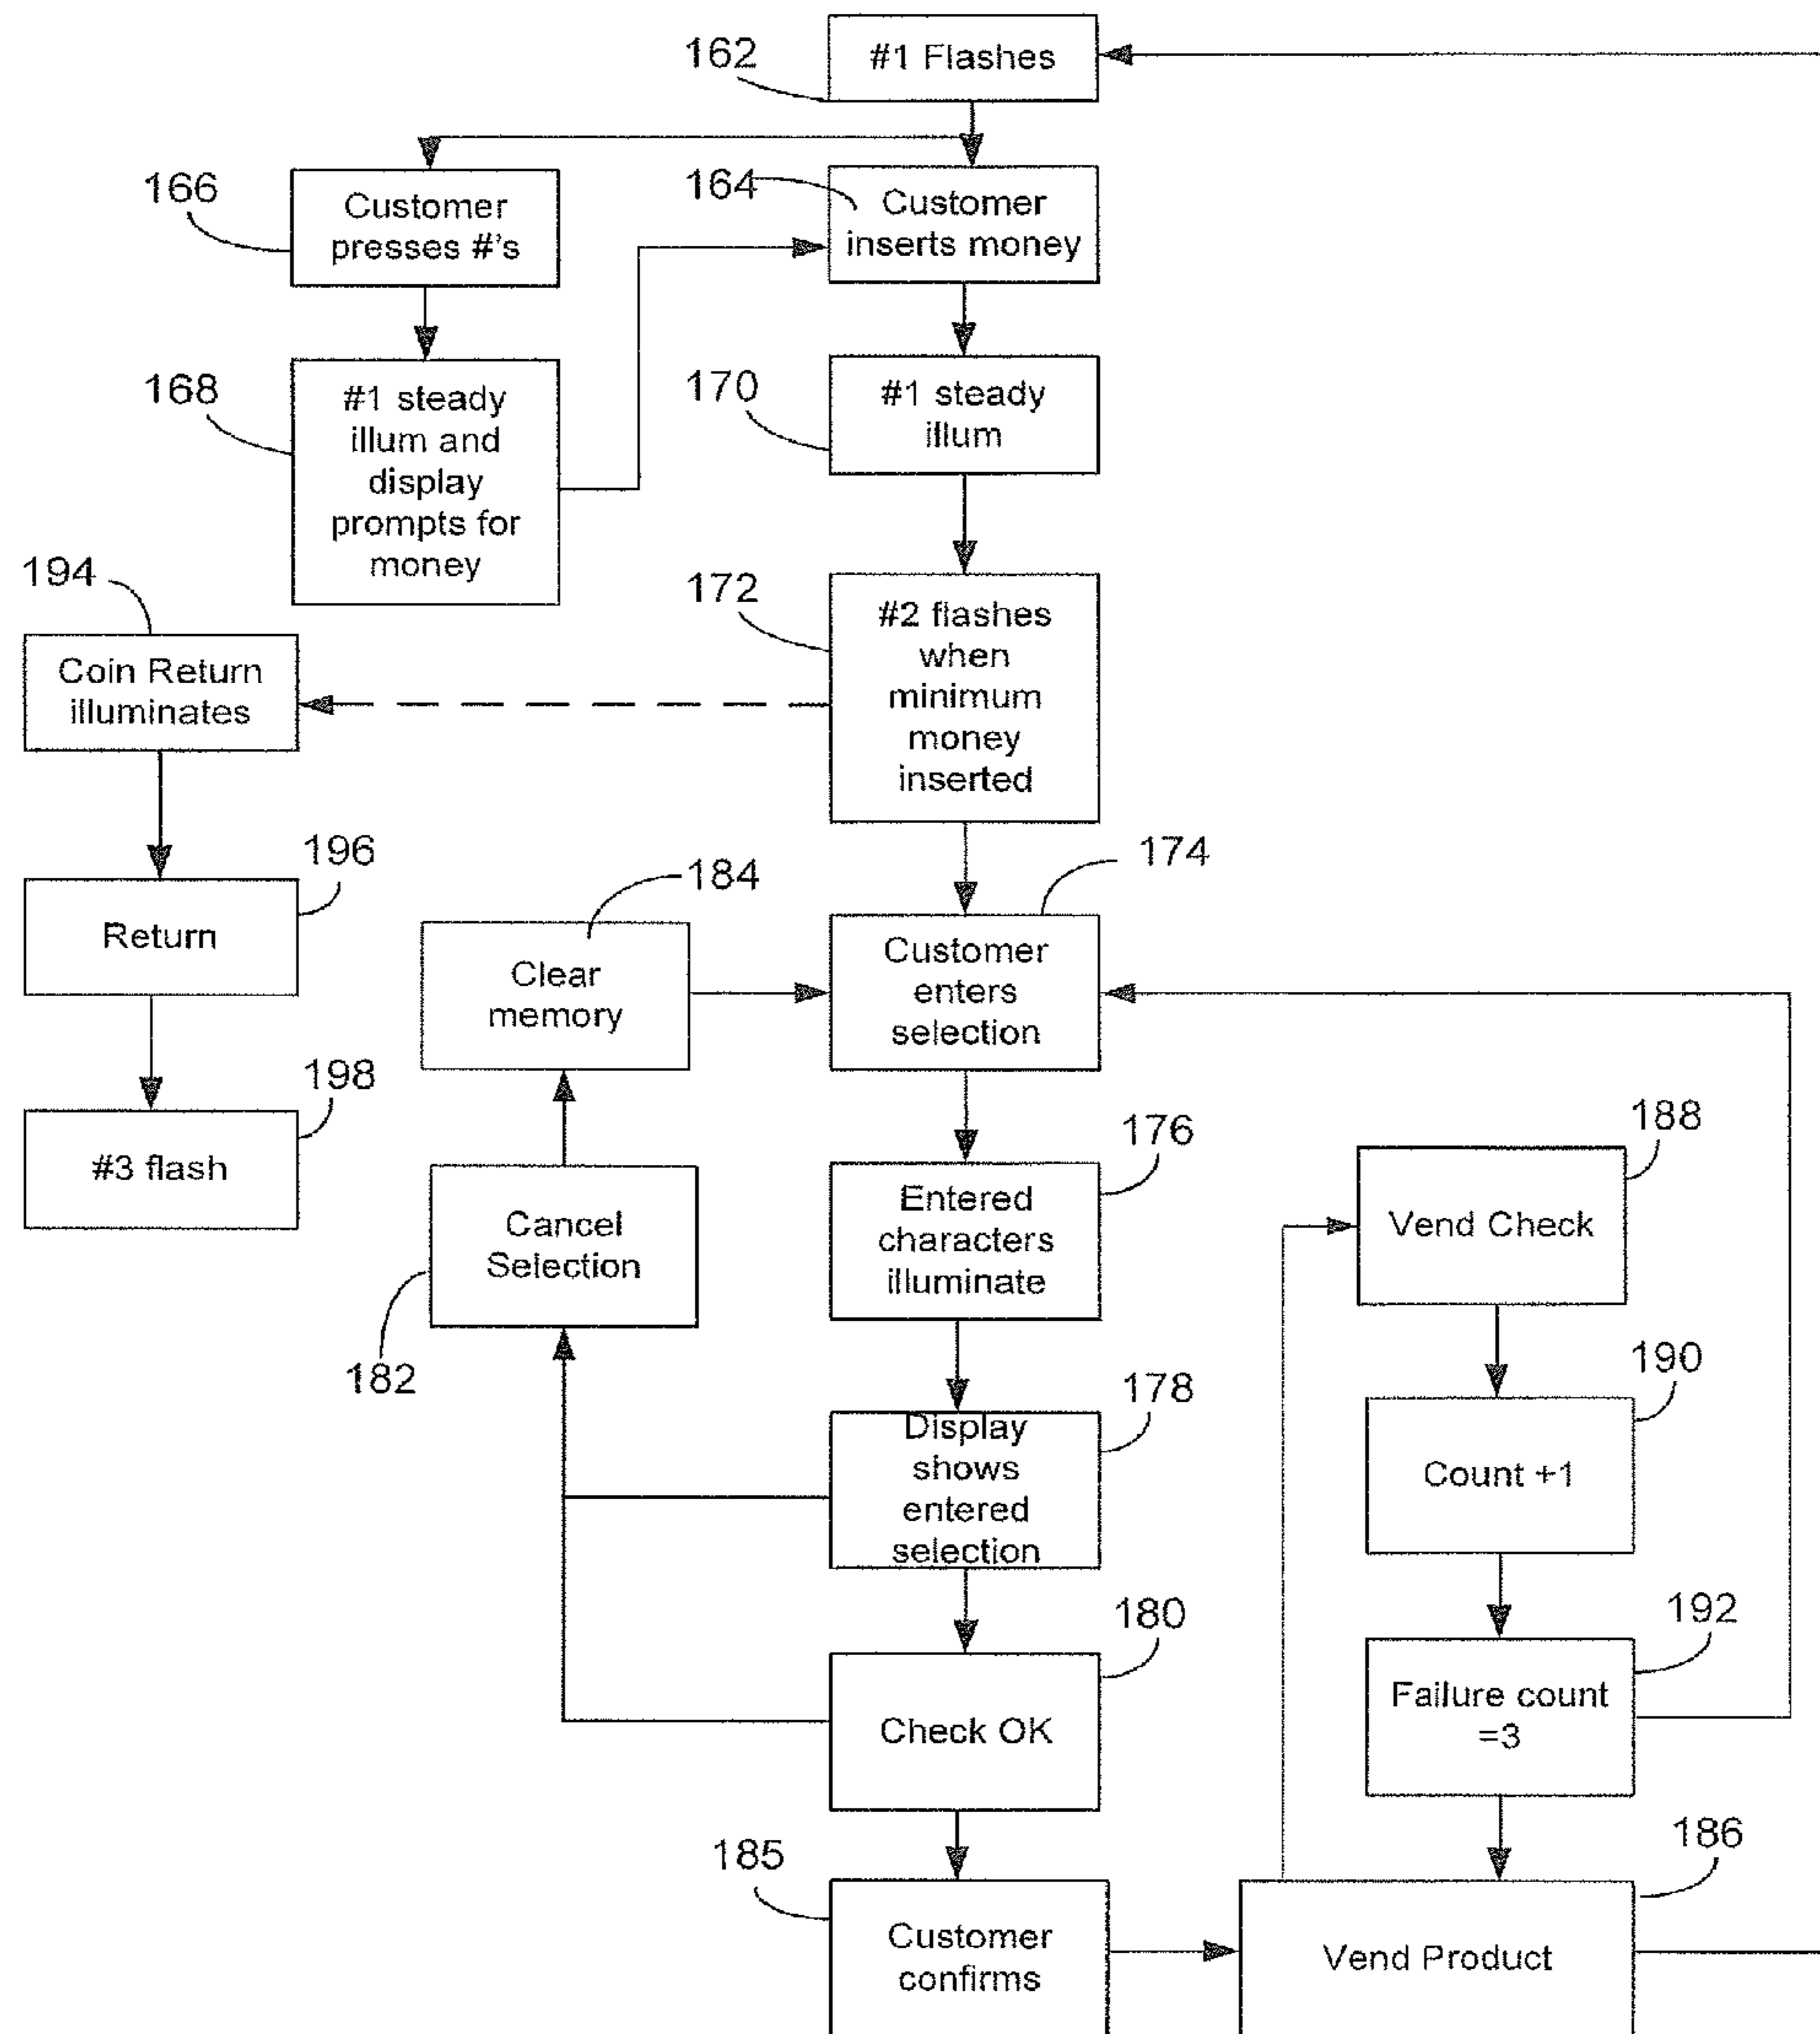 162
#1 Flashes
166
Customer
presses #'s
164
Customer
inserts money
168
#1 steady
illum and
display
prompts for
money
170
#1 steady
illum
194
Coin Return
illuminates
172
#2 flashes
when
minimum
money
inserted
196
Return
184
Clear
memory
174
Customer
enters
selection
198
#3 flash
182
Cancel
Selection
176
Entered
characters
illuminate
188
Vend Check
178
Display
shows
entered
selection
190
Count +1
180
Check OK
192
Failure count
=3
185
Customer
confirms
186
Vend Product